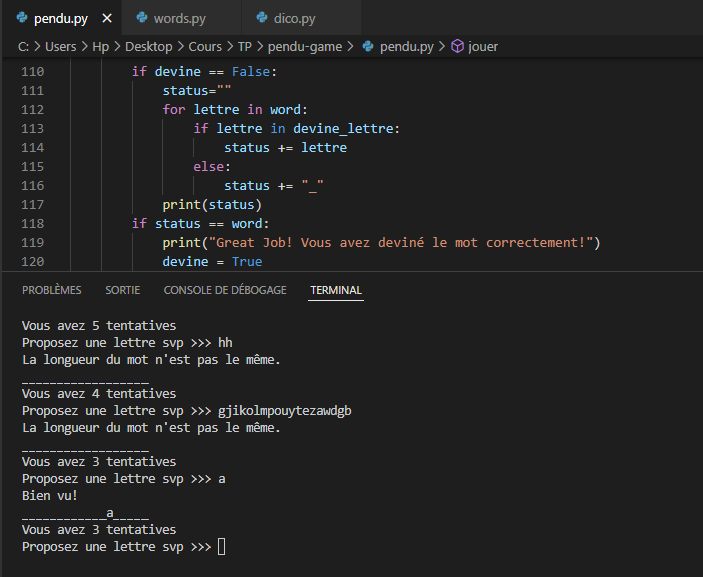 pendu.py words.py dico.py
C: > Users > Hp > Desktop > Cours > TP > pendu-game > pendu.py > jouer
110 if devine == False:
111 status=""
112 for lettre in word:
113 if lettre in devine_lettre:
114 status += lettre
115 else:
116 status += "_"
117 print(status)
118 if status == word:
119 print("Great Job! Vous avez deviné le mot correctement!")
120 devine = True
PROBLÈMES SORTIE CONSOLE DE DÉBOGAGE TERMINAL
Vous avez 5 tentatives
Proposez une lettre svp >>> hh
La longueur du mot n'est pas le même.
__________________
Vous avez 4 tentatives
Proposez une lettre svp >>> gjikolmpouytezawdgb
La longueur du mot n'est pas le même.
__________________
Vous avez 3 tentatives
Proposez une lettre svp >>> a
Bien vu!
____________a_____
Vous avez 3 tentatives
Proposez une lettre svp >>>